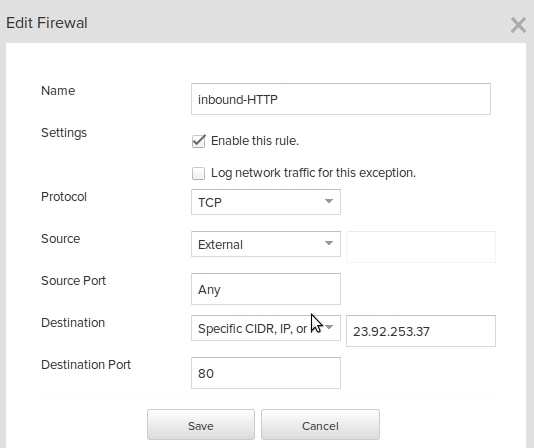 Edit Firewal
Name
inbound-HTTP
Settings
Enable this rule.
Log network traffic for this exception.
Protocol
TCP
Source
External
Source Port
Any
Destination
Specific CIDR, IP, or
23.92.253.37
Destination Port
80
Save
Cancel